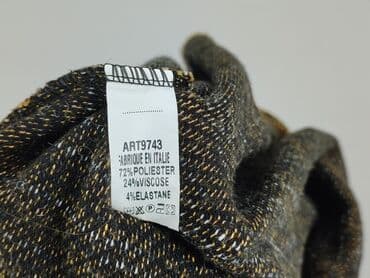 ART9743
FABRIQUE EN ITALIE
72%POLIESTER
24%VISCOSE
4%ELASTANE